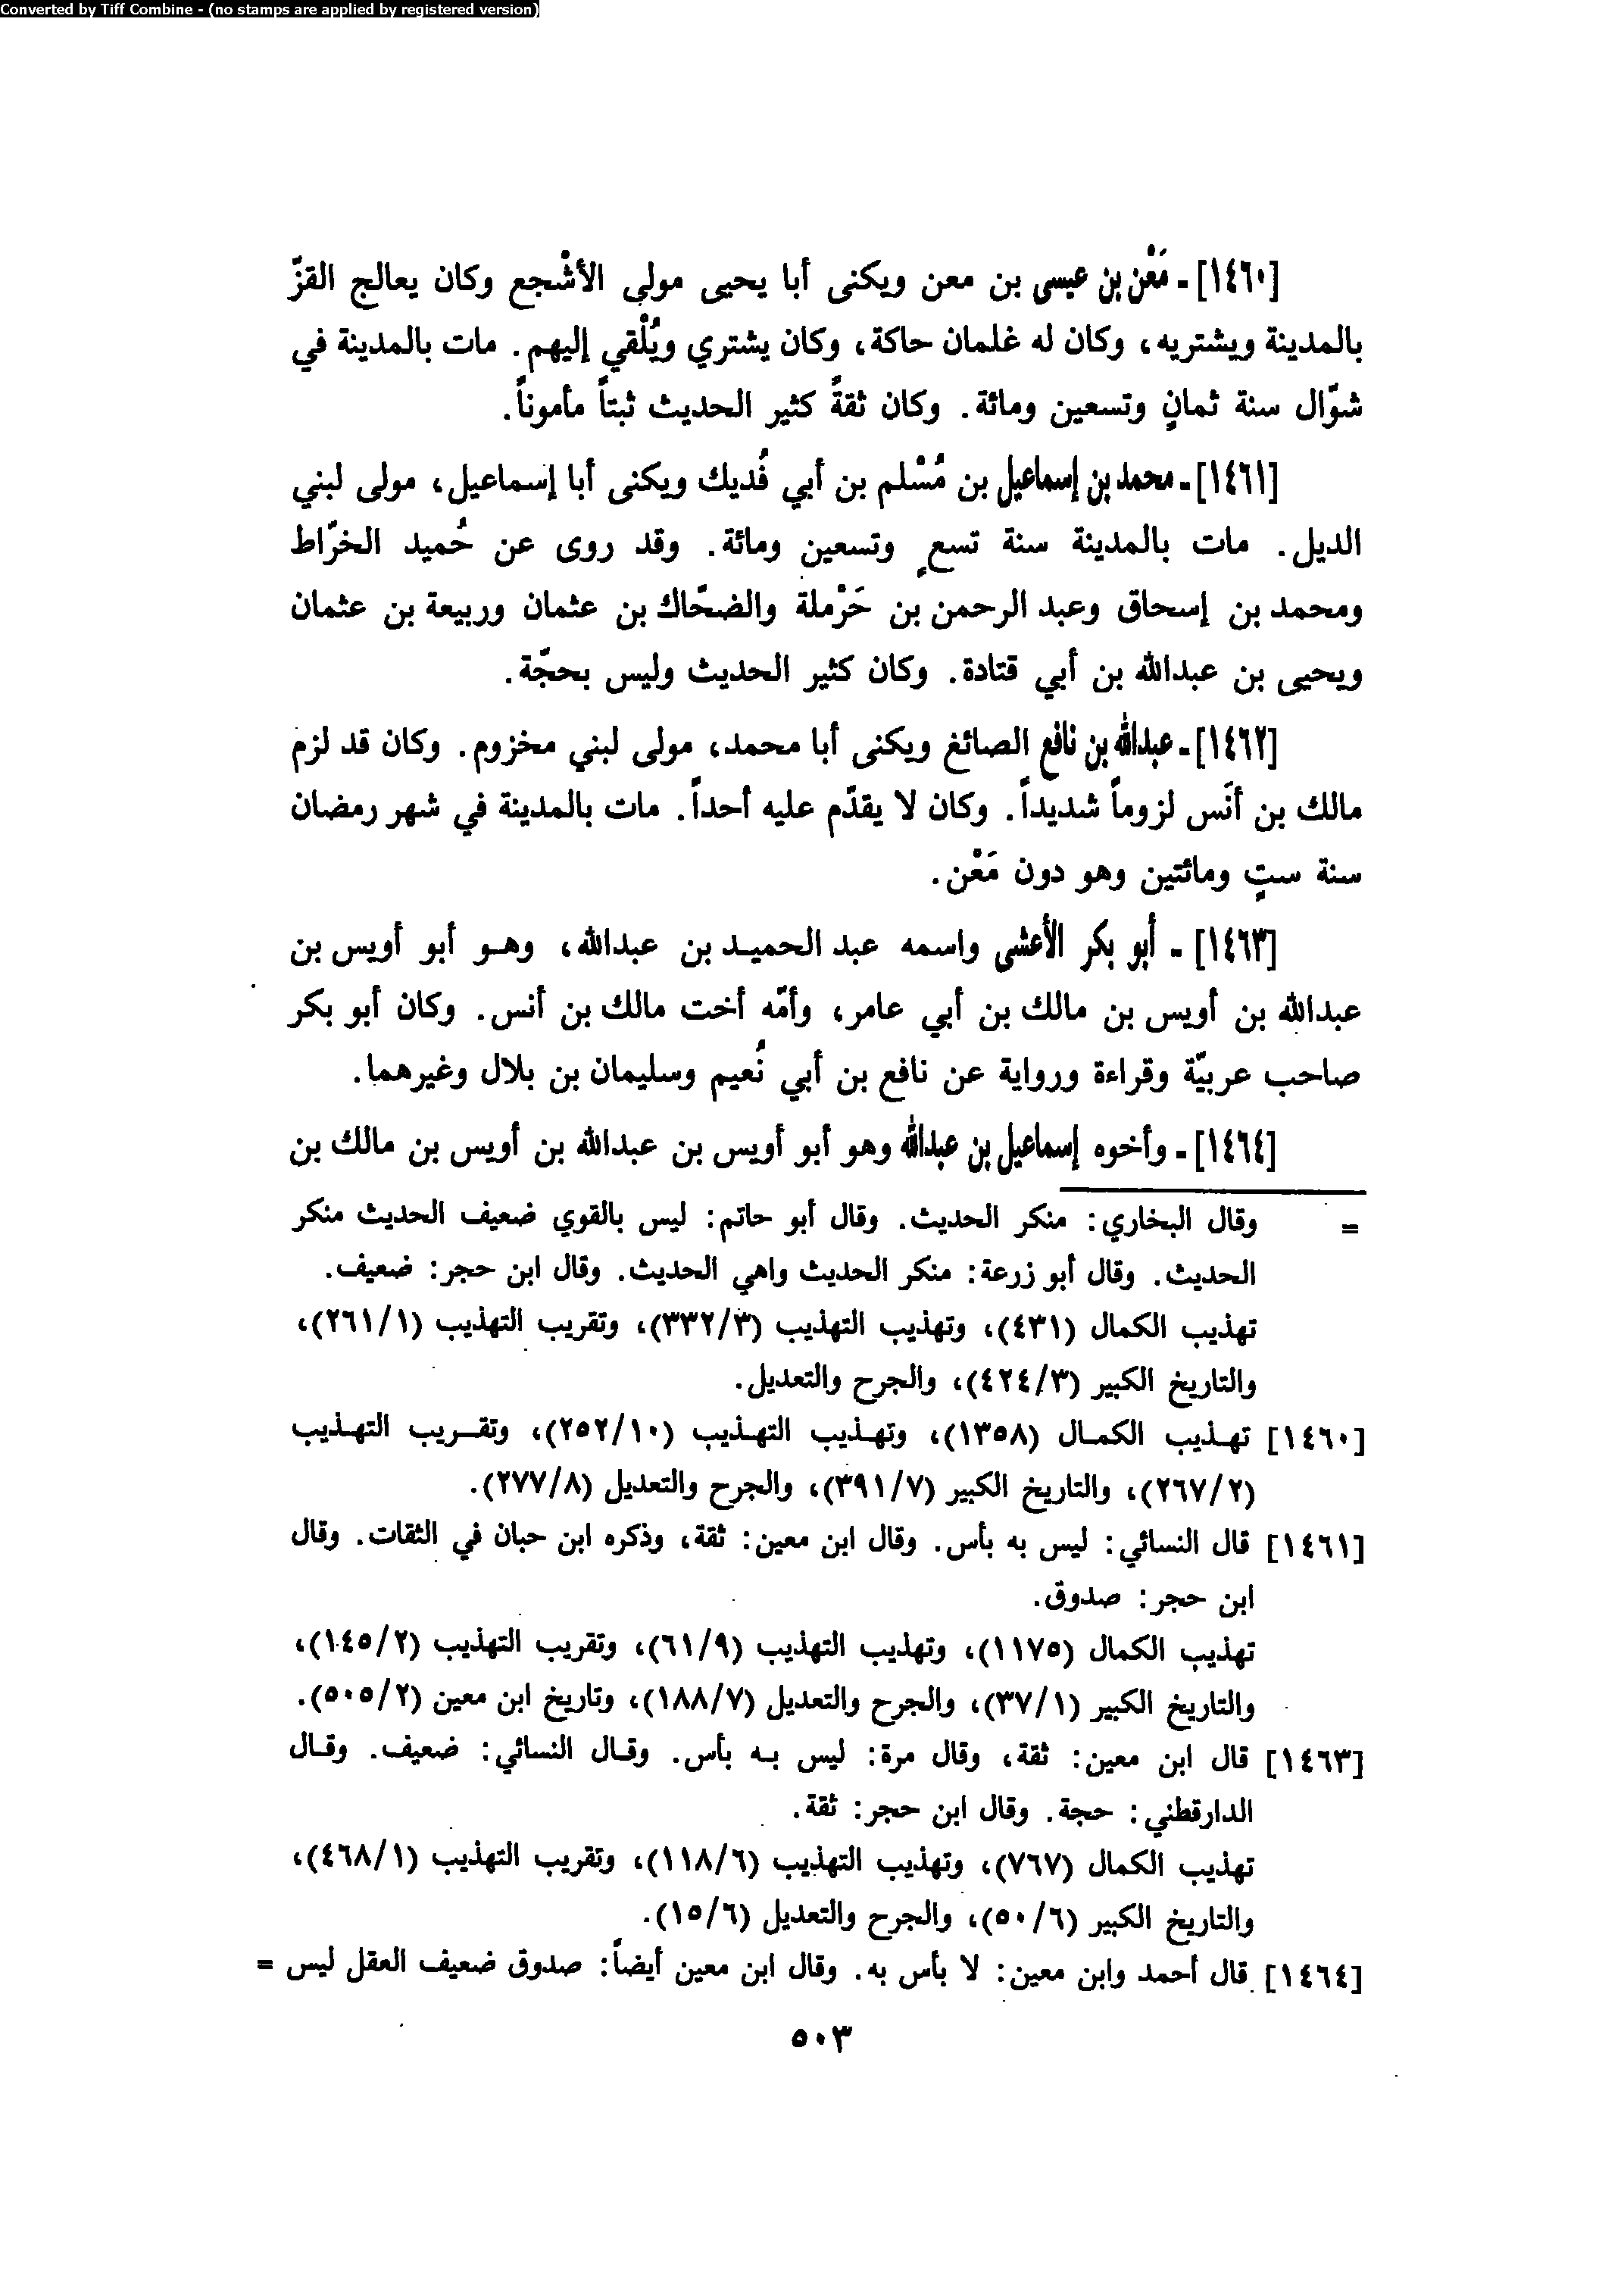 Converted by Tiff Combine - (no stamps are applied by registered version)
[١٤٦٠] ـ مَعْن بن عيسى بن معن ويكنى أبا يحيى مولى الأشْجع وكان يعالج القزّ
بالمدينة ويشتريه، وكان له غلمان حاكة، وكان يشتري ويُلْقي إليهم. مات بالمدينة في
شوّال سنة ثمانٍ وتسعين ومائة. وكان ثقةً كثير الحديث ثبتاً مأموناً.
[١٤٦١] ـ محمد بن إسماعيل بن مُسْلم بن أبي فُديك ويكنى أبا إسماعيل، مولى لبني
الديل. مات بالمدينة سنة تسعٍ وتسعين ومائة. وقد روى عن حُميد الخرّاط
ومحمد بن إسحاق وعبد الرحمن بن حَرْملة والضحّاك بن عثمان وربيعة بن عثمان
ويحيى بن عبدالله بن أبي قتادة. وكان كثير الحديث وليس بحجّة.
[١٤٦٢] ـ عبدالله بن نافع الصائغ ويكنى أبا محمد، مولى لبني مخزوم. وكان قد لزم
مالك بن أنَس لزوماً شديداً. وكان لا يقدّم عليه أحداً. مات بالمدينة في شهر رمضان
سنة ستٍ ومائتين وهو دون مَعْن.
[١٤٦٣] ـ أبو بكر الأعشى واسمه عبد الحميد بن عبدالله، وهو أبو أويس بن
عبدالله بن أويس بن مالك بن أبي عامر، وأمّه أخت مالك بن أنس. وكان أبو بكر
صاحب عربيّة وقراءة ورواية عن نافع بن أبي نُعيم وسليمان بن بلال وغيرهما.
[١٤٦٤] ـ وأخوه إسماعيل بن عبدالله وهو أبو أويس بن عبدالله بن أويس بن مالك بن
= وقال البخاري: منكر الحديث. وقال أبو حاتم: ليس بالقوي ضعيف الحديث منكر
الحديث. وقال أبو زرعة: منكر الحديث واهي الحديث. وقال ابن حجر: ضعيف.
تهذيب الكمال (٤٣١)، وتهذيب التهذيب (٣٣٢/٣)، وتقريب التهذيب (٢٦١/١)،
والتاريخ الكبير (٤٢٤/٣)، والجرح والتعديل.
[١٤٦٠] تهذيب الكمال (١٣٥٨)، وتهذيب التهذيب (٢٥٢/١٠)، وتقريب التهذيب
(٢٦٧/٢)، والتاريخ الكبير (٣٩١/٧)، والجرح والتعديل (٢٧٧/٨).
[١٤٦١] قال النسائي: ليس به بأس. وقال ابن معين: ثقة، وذكره ابن حبان في الثقات. وقال
ابن حجر: صدوق.
تهذيب الكمال (١١٧٥)، وتهذيب التهذيب (٦١/٩)، وتقريب التهذيب (١٤٥/٢)،
والتاريخ الكبير (٣٧/١)، والجرح والتعديل (١٨٨/٧)، وتاريخ ابن معين (٥٠٥/٢).
[١٤٦٣] قال ابن معين: ثقة، وقال مرة: ليس به بأس. وقال النسائي: ضعيف. وقال
الدارقطني: حجة. وقال ابن حجر: ثقة.
تهذيب الكمال (٧٦٧)، وتهذيب التهذيب (١١٨/٦)، وتقريب التهذيب (٤٦٨/١)،
والتاريخ الكبير (٥٠/٦)، والجرح والتعديل (١٥/٦).
[١٤٦٤] قال أحمد وابن معين: لا بأس به. وقال ابن معين أيضاً: صدوق ضعيف العقل ليس =
٥٠٣